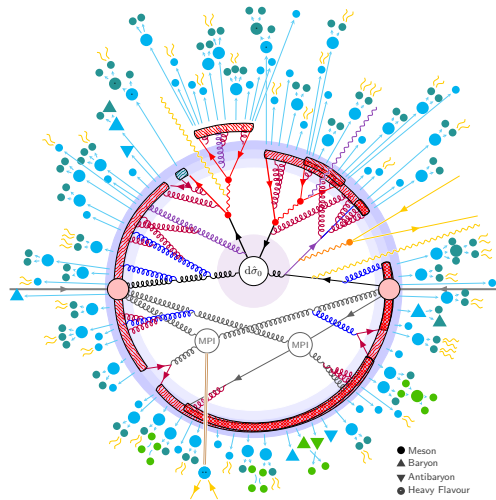 dσ̂₀
MPI
MPI
Meson
Baryon
Antibaryon
Heavy Flavour